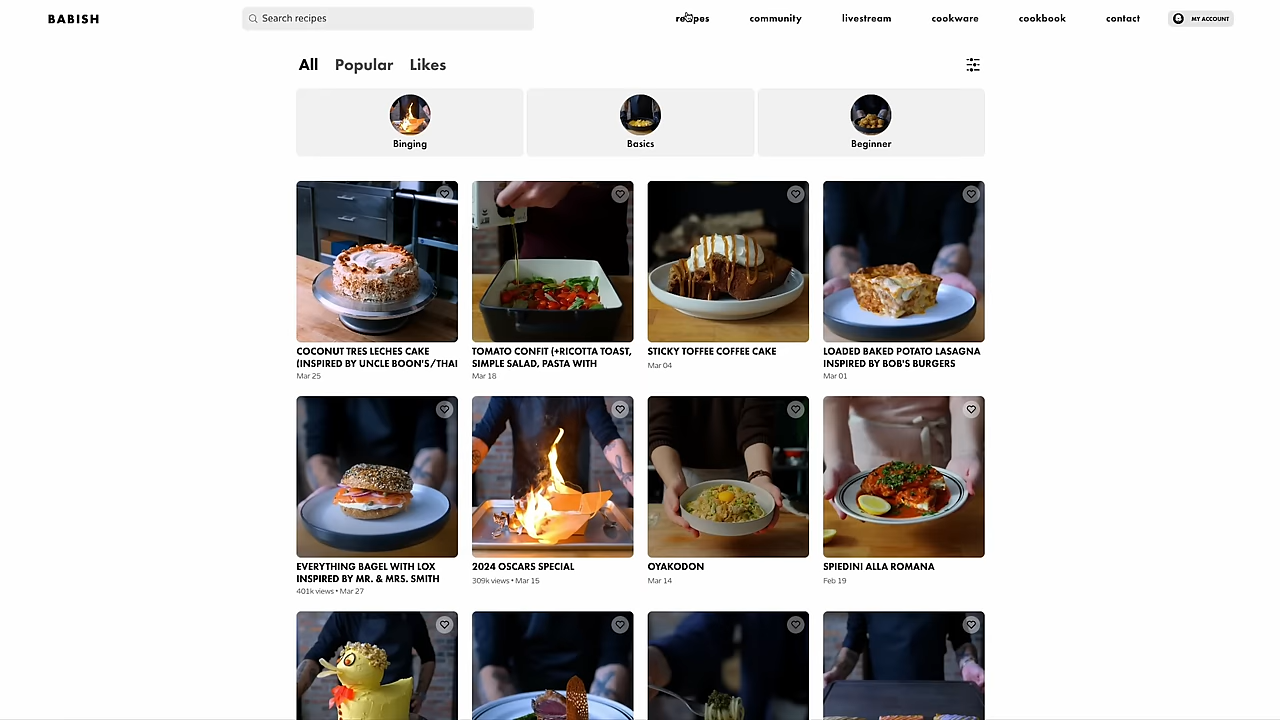 BABISH
Search recipes
recipes
community
livestream
cookware
cookbook
contact
MY ACCOUNT
All
Popular
Likes
Binging
Basics
Beginner
COCONUT TRES LECHES CAKE
(INSPIRED BY UNCLE BOON'S/THAI
Mar 25
TOMATO CONFIT (+RICOTTA TOAST,
SIMPLE SALAD, PASTA WITH
Mar 18
STICKY TOFFEE COFFEE CAKE
Mar 04
LOADED BAKED POTATO LASAGNA
INSPIRED BY BOB'S BURGERS
Mar 01
EVERYTHING BAGEL WITH LOX
INSPIRED BY MR. & MRS. SMITH
401k views • Mar 27
2024 OSCARS SPECIAL
309k views • Mar 15
OYAKODON
Mar 14
SPIEDINI ALLA ROMANA
Feb 19